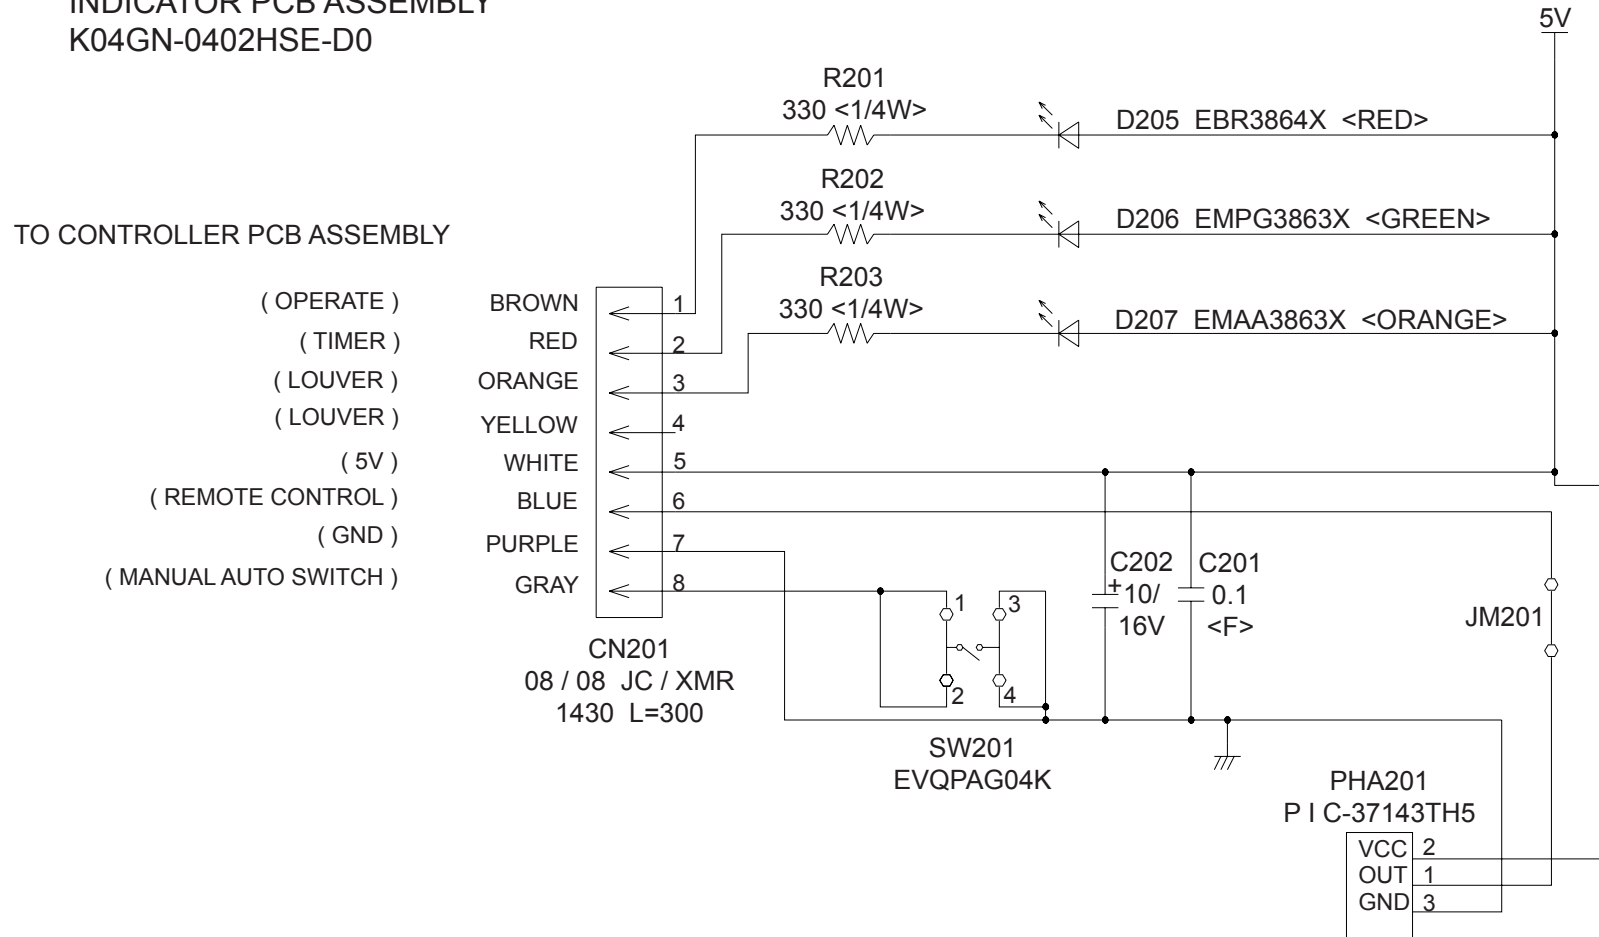 INDICATOR PCB ASSEMBLY
K04GN-0402HSE-D0
5V
R201
330 <1/4W>
D205 EBR3864X <RED>
R202
330 <1/4W>
D206 EMPG3863X <GREEN>
TO CONTROLLER PCB ASSEMBLY
R203
330 <1/4W>
D207 EMAA3863X <ORANGE>
( OPERATE ) BROWN 1
( TIMER ) RED 2
( LOUVER ) ORANGE 3
( LOUVER ) YELLOW 4
( 5V ) WHITE 5
( REMOTE CONTROL ) BLUE 6
( GND ) PURPLE 7
( MANUAL AUTO SWITCH ) GRAY 8
CN201
08 / 08 JC / XMR
1430 L=300
1 3
2 4
SW201
EVQPAG04K
C202
+10/
16V
C201
0.1
<F>
JM201
PHA201
P I C-37143TH5
VCC 2
OUT 1
GND 3